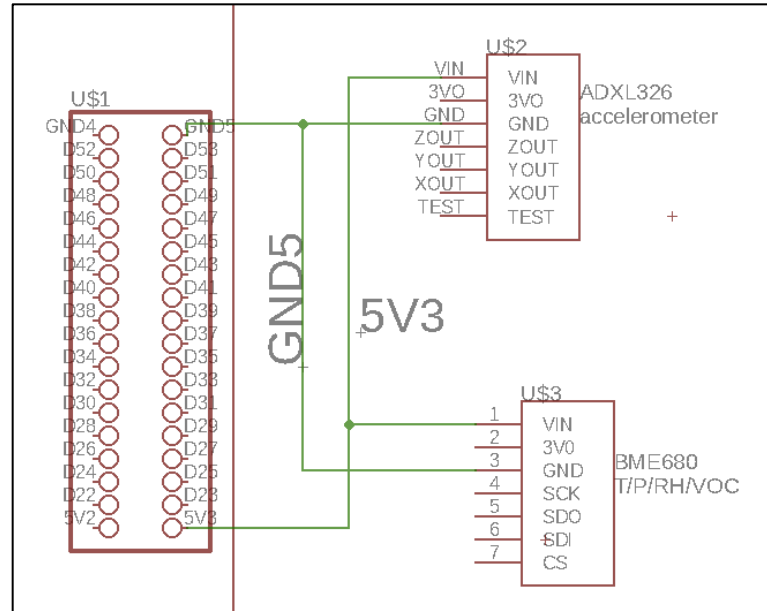 U$1
GND4 GND5
D52 D53
D50 D51
D48 D49
D46 D47
D44 D45
D42 D43
D40 D41
D38 D39
D36 D37
D34 D35
D32 D33
D30 D31
D28 D29
D26 D27
D24 D25
D22 D23
5V2 5V3
GND5
5V3
U$2
VIN VIN
3VO 3VO
GND GND
ZOUT ZOUT
YOUT YOUT
XOUT XOUT
TEST TEST
ADXL326
accelerometer
U$3
1 VIN
2 3V0
3 GND
4 SCK
5 SDO
6 SDI
7 CS
BME680
T/P/RH/VOC